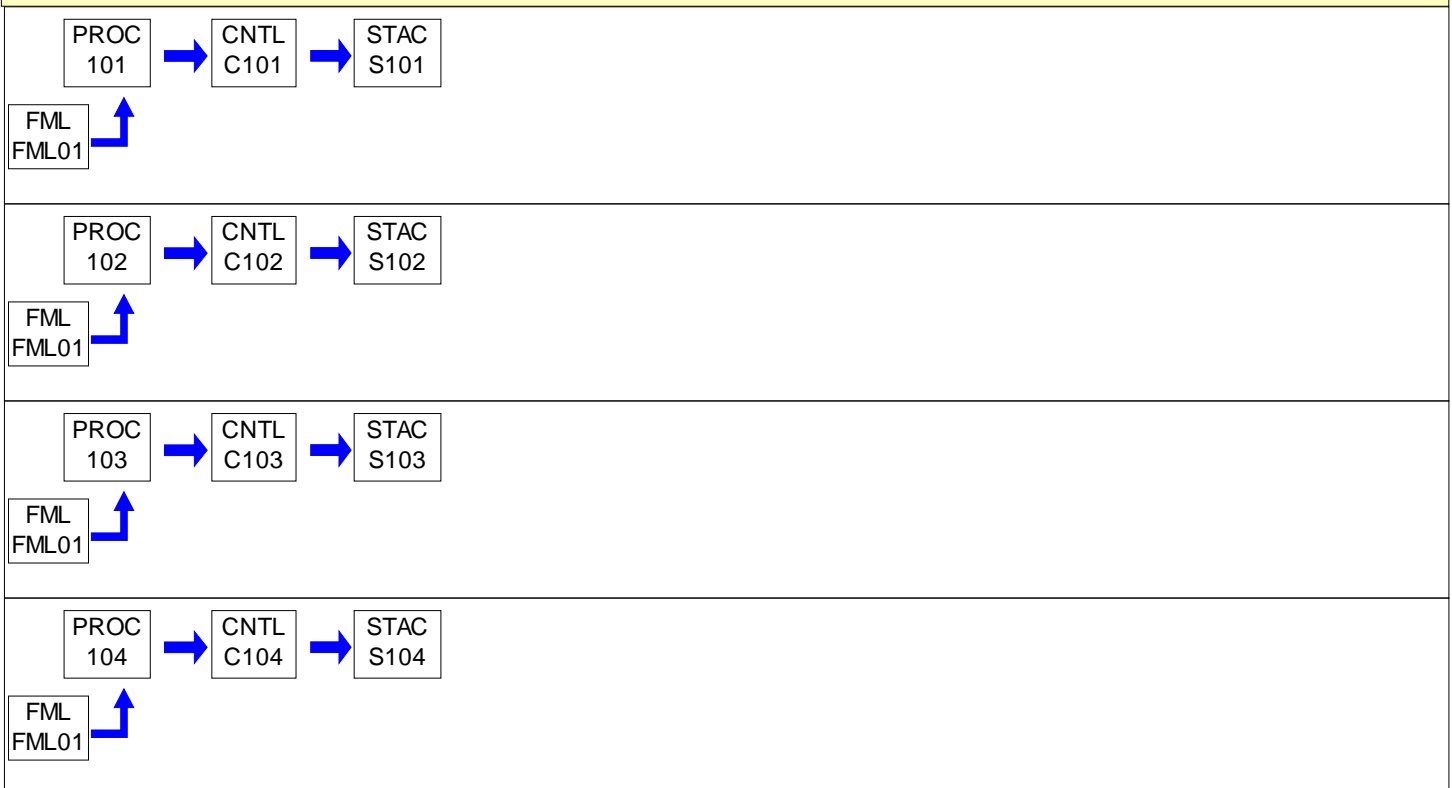 PROC
101
CNTL
C101
STAC
S101
FML
FML01
PROC
102
CNTL
C102
STAC
S102
FML
FML01
PROC
103
CNTL
C103
STAC
S103
FML
FML01
PROC
104
CNTL
C104
STAC
S104
FML
FML01